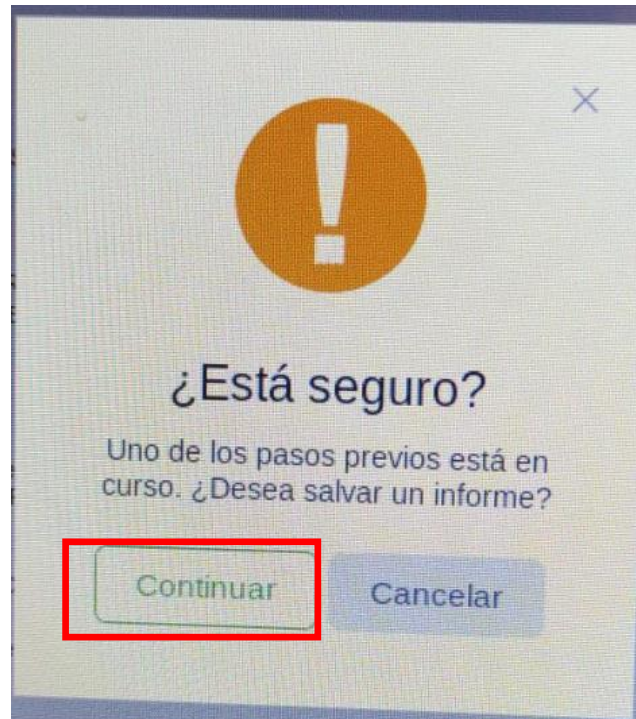 ¿Está seguro?
Uno de los pasos previos está en
curso. ¿Desea salvar un informe?
Continuar
Cancelar